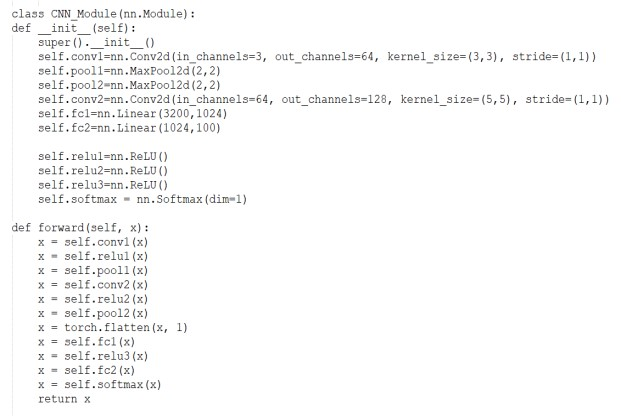 class CNN_Module(nn.Module):
def __init__(self):
    super().__init__()
    self.conv1=nn.Conv2d(in_channels=3, out_channels=64, kernel_size=(3,3), stride=(1,1))
    self.pool1=nn.MaxPool2d(2,2)
    self.pool2=nn.MaxPool2d(2,2)
    self.conv2=nn.Conv2d(in_channels=64, out_channels=128, kernel_size=(5,5), stride=(1,1))
    self.fc1=nn.Linear(3200,1024)
    self.fc2=nn.Linear(1024,100)

    self.relu1=nn.ReLU()
    self.relu2=nn.ReLU()
    self.relu3=nn.ReLU()
    self.softmax = nn.Softmax(dim=1)

def forward(self, x):
    x = self.conv1(x)
    x = self.relu1(x)
    x = self.pool1(x)
    x = self.conv2(x)
    x = self.relu2(x)
    x = self.pool2(x)
    x = torch.flatten(x, 1)
    x = self.fc1(x)
    x = self.relu3(x)
    x = self.fc2(x)
    x = self.softmax(x)
    return x